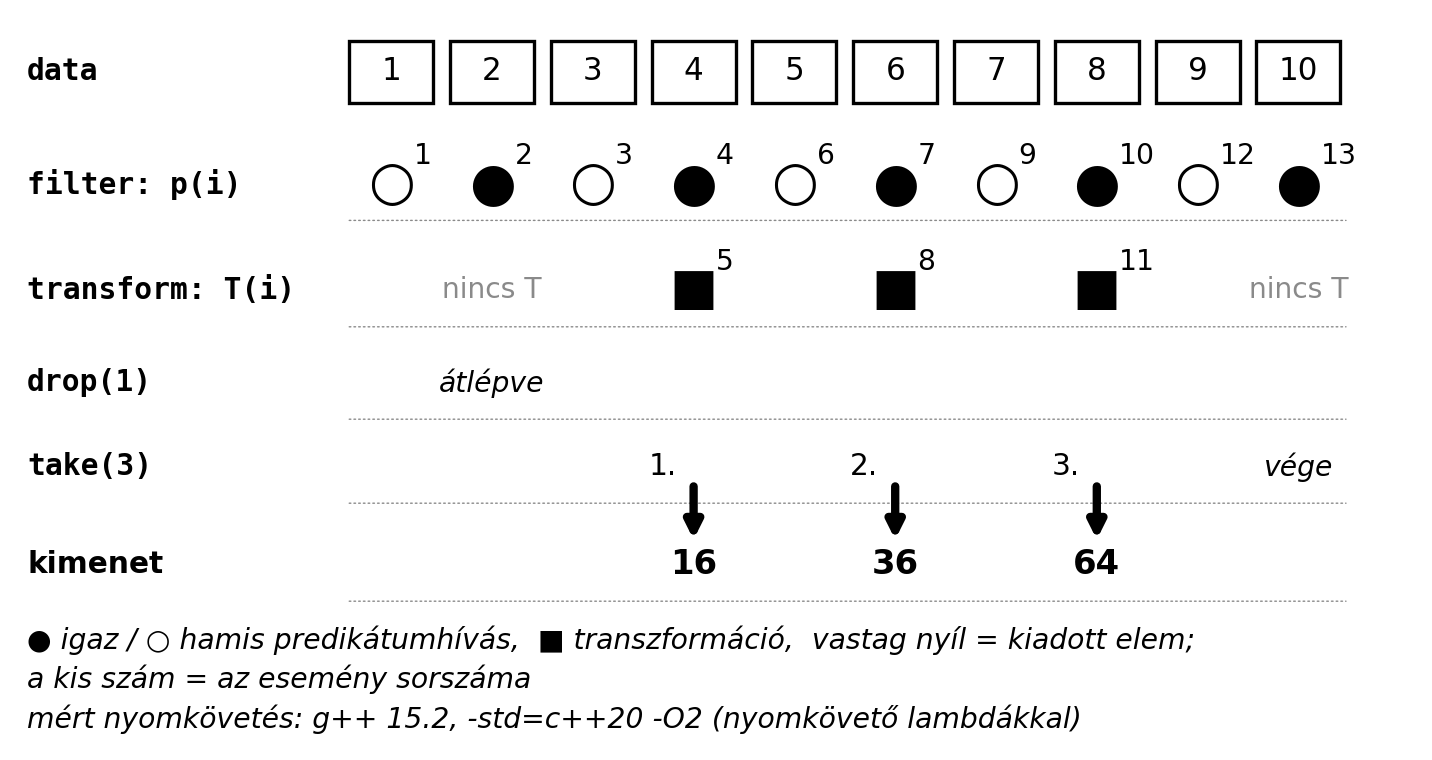 data 1 2 3 4 5 6 7 8 9 10
1 2 3 4 6 7 9 10 12 13
filter: p(i)
5 8 11
transform: T(i) nincs T nincs T
drop(1) átlépve
take(3) 1. 2. 3. vége
kimenet 16 36 64
● igaz / ○ hamis predikátumhívás, ■ transzformáció, vastag nyíl = kiadott elem;
a kis szám = az esemény sorszáma
mért nyomkövetés: g++ 15.2, -std=c++20 -O2 (nyomkövető lambdákkal)